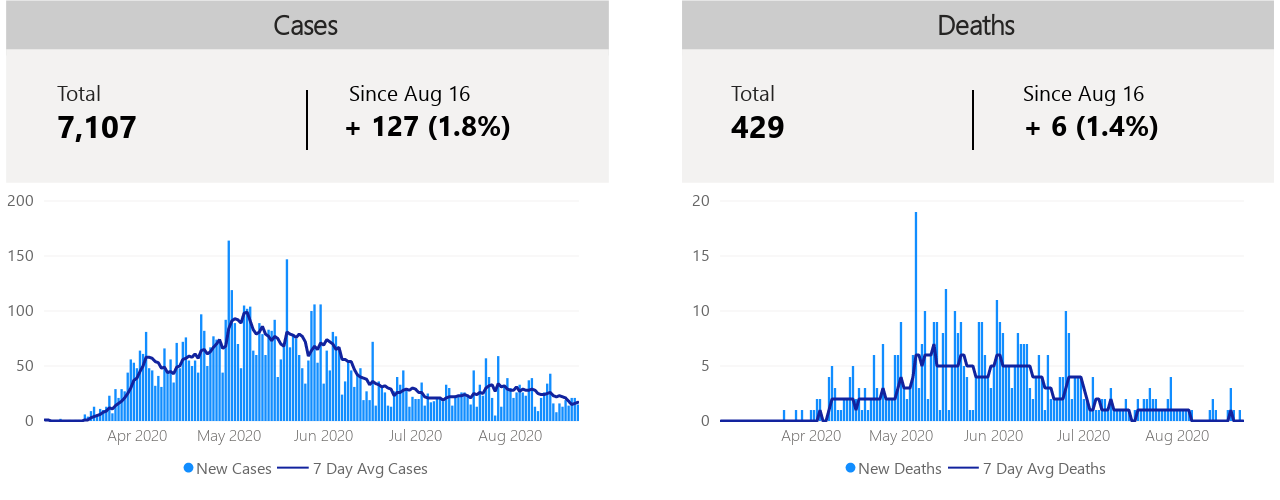 Cases
Total
7,107
Since Aug 16
+ 127 (1.8%)
200
150
100
50
0
Apr 2020 May 2020 Jun 2020 Jul 2020 Aug 2020
New Cases 7 Day Avg Cases
Deaths
Total
429
Since Aug 16
+ 6 (1.4%)
20
15
10
5
0
Apr 2020 May 2020 Jun 2020 Jul 2020 Aug 2020
New Deaths 7 Day Avg Deaths